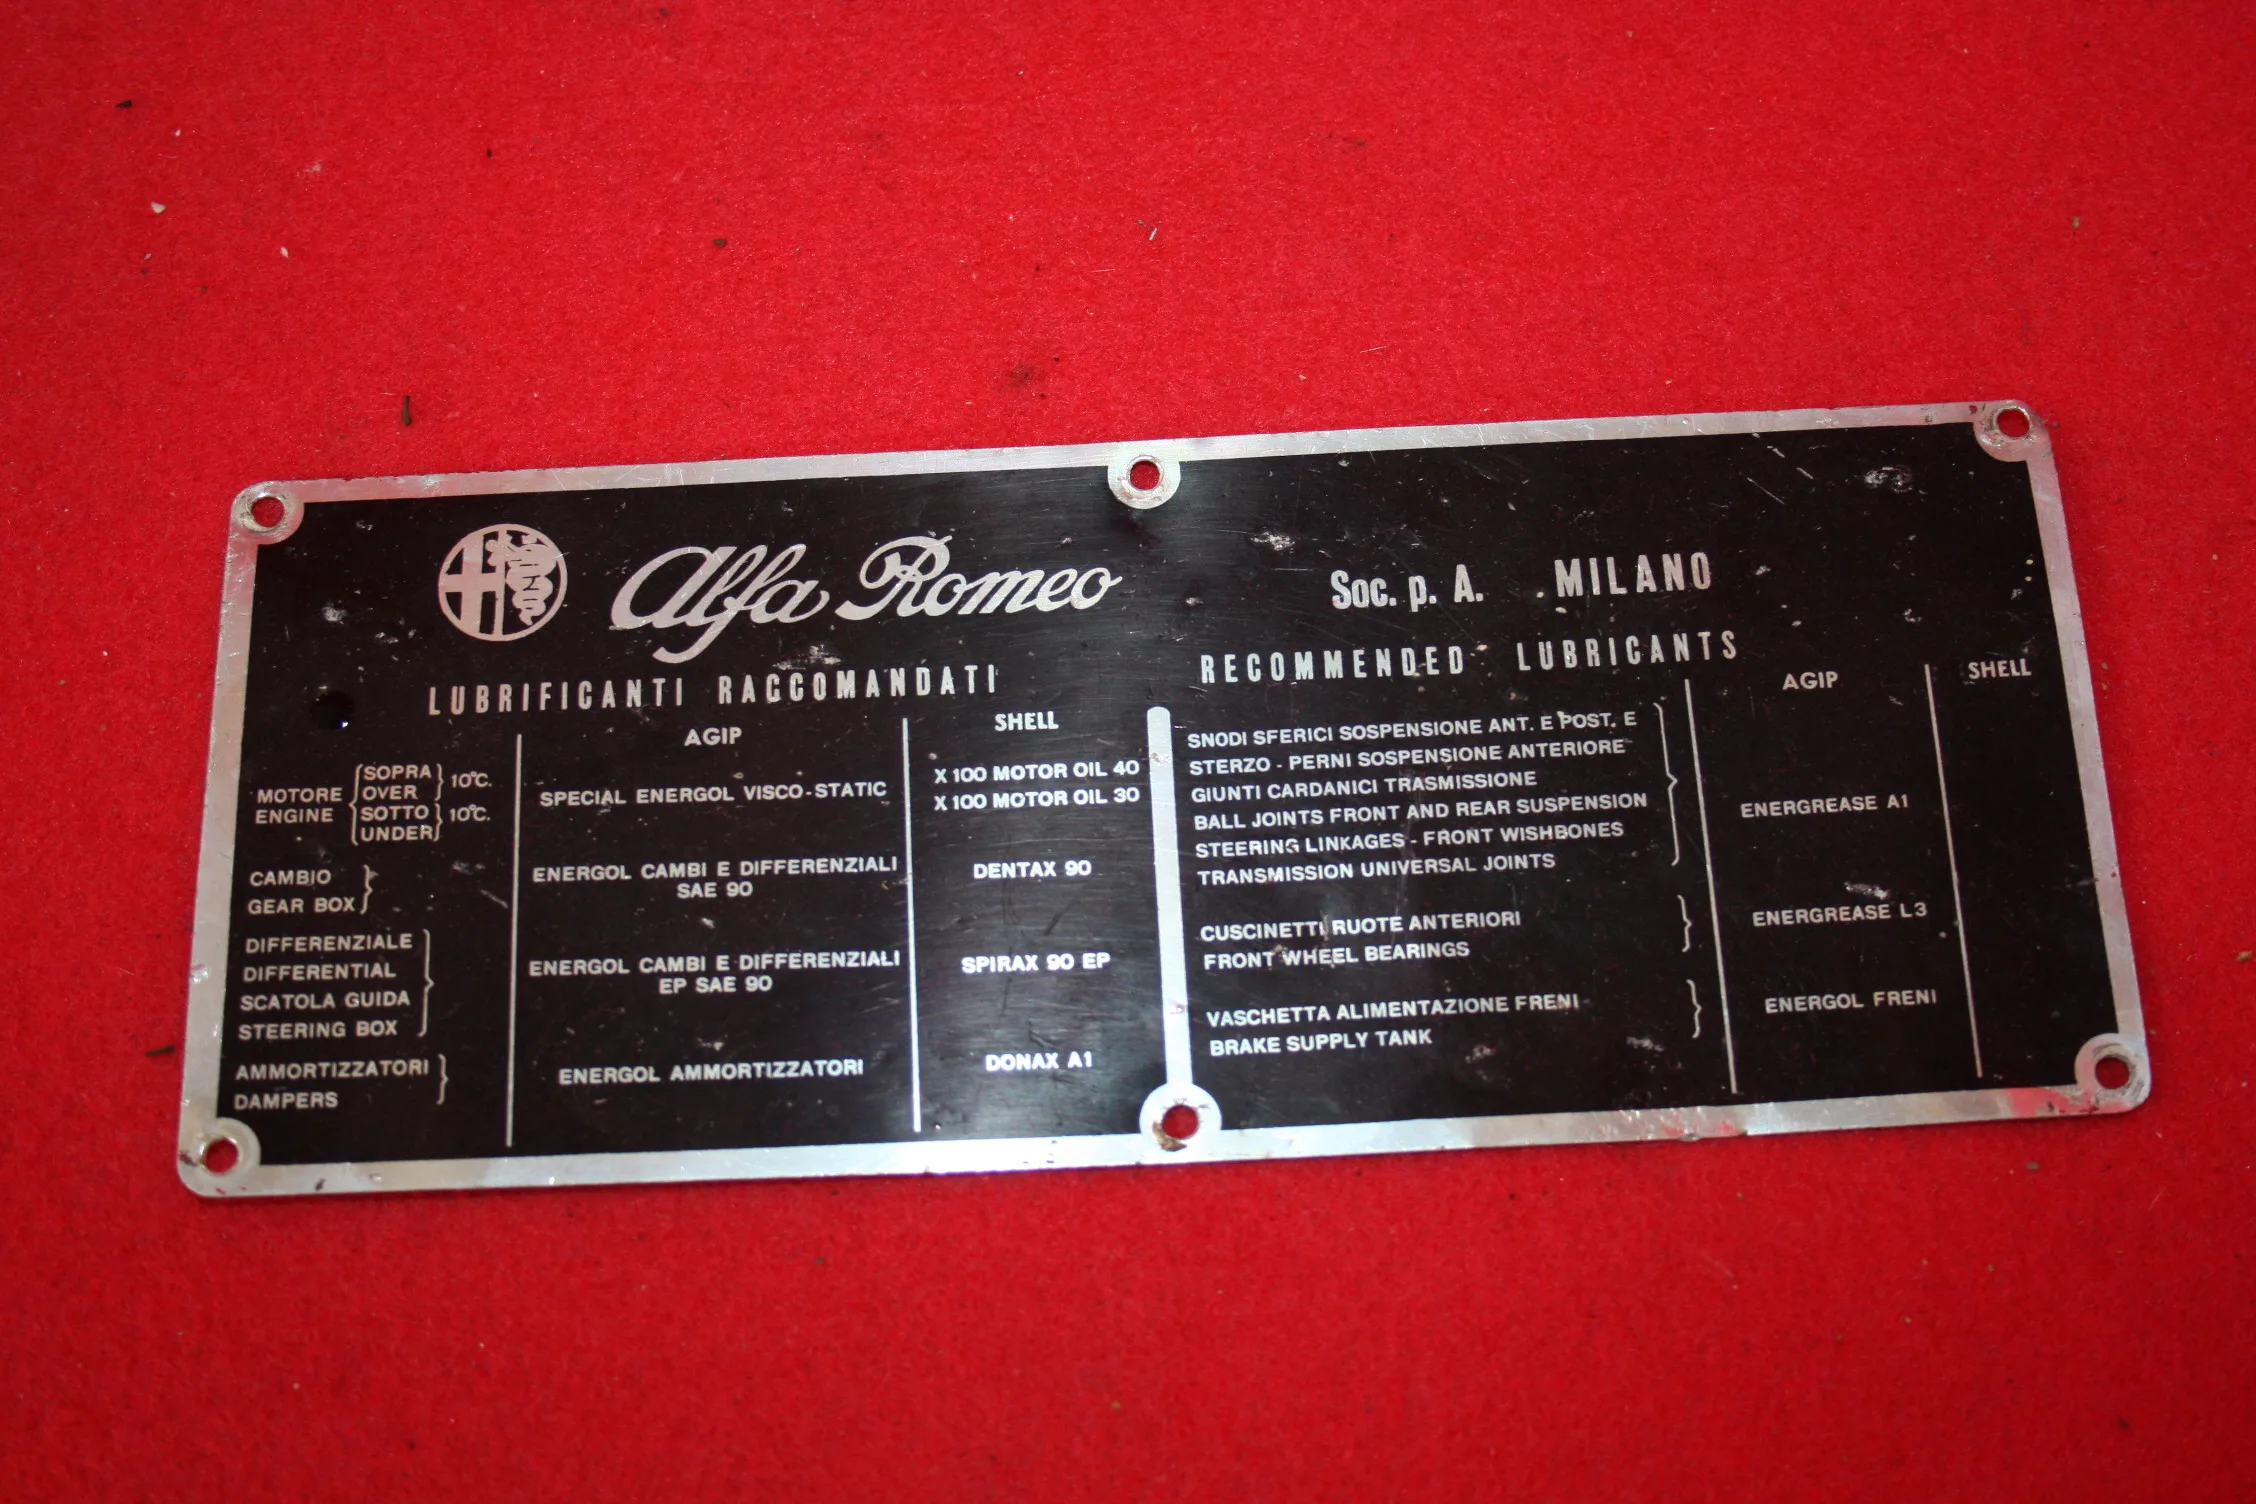 Alfa Romeo Soc. p. A. MILANO
LUBRIFICANTI RACCOMANDATI
AGIP SHELL
MOTORE ENGINE
SOPRA OVER 10°C.
SOTTO UNDER 10°C.
SPECIAL ENERGOL VISCO-STATIC
X 100 MOTOR OIL 40
X 100 MOTOR OIL 30
CAMBIO
GEAR BOX
ENERGOL CAMBI E DIFFERENZIALI
SAE 90
DENTAX 90
DIFFERENZIALE
DIFFERENTIAL
SCATOLA GUIDA
STEERING BOX
ENERGOL CAMBI E DIFFERENZIALI
EP SAE 90
SPIRAX 90 EP
AMMORTIZZATORI
DAMPERS
ENERGOL AMMORTIZZATORI
DONAX A1
RECOMMENDED LUBRICANTS
AGIP SHELL
SNODI SFERICI SOSPENSIONE ANT. E POST. E
STERZO - PERNI SOSPENSIONE ANTERIORE
GIUNTI CARDANICI TRASMISSIONE
BALL JOINTS FRONT AND REAR SUSPENSION
STEERING LINKAGES - FRONT WISHBONES
TRANSMISSION UNIVERSAL JOINTS
ENERGREASE A1
CUSCINETTI RUOTE ANTERIORI
FRONT WHEEL BEARINGS
ENERGREASE L3
VASCHETTA ALIMENTAZIONE FRENI
BRAKE SUPPLY TANK
ENERGOL FRENI